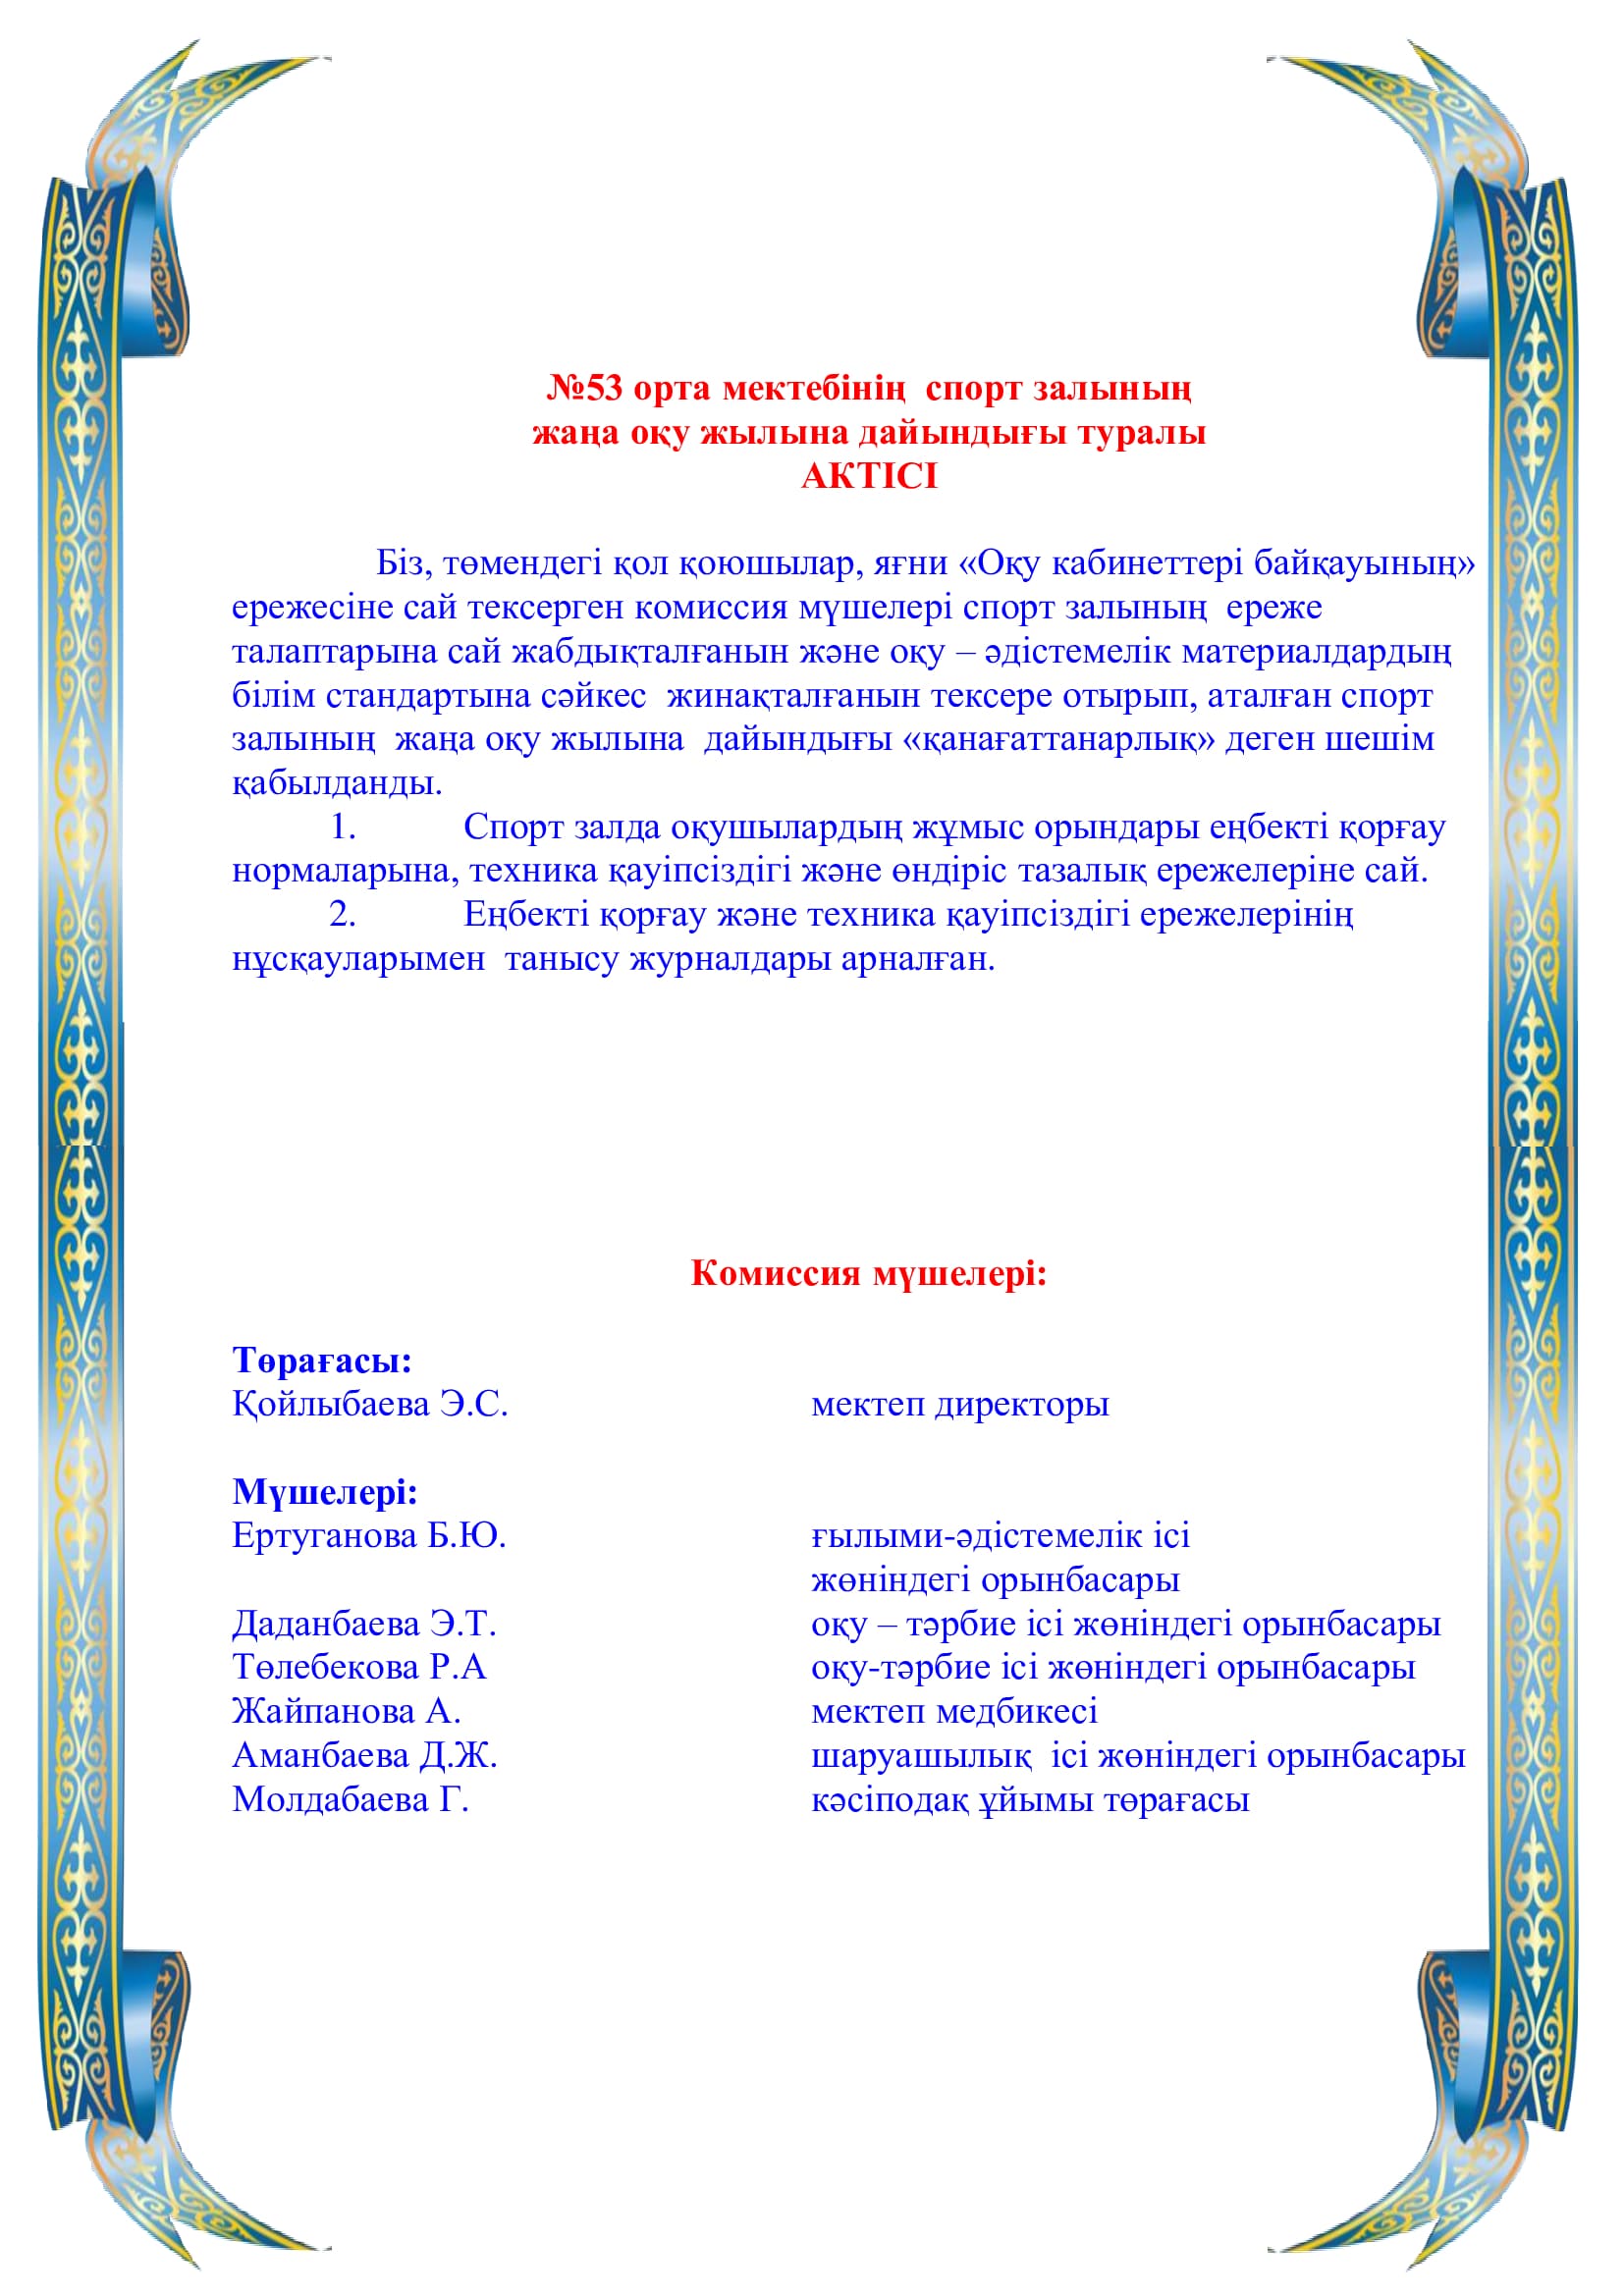 №53 орта мектебінің  спорт залының
жаңа оқу жылына дайындығы туралы
АКТІСІ
Біз, төмендегі қол қоюшылар, яғни «Оқу кабинеттері байқауының»
ережесіне сай тексерген комиссия мүшелері спорт залының  ереже
талаптарына сай жабдықталғанын және оқу – әдістемелік материалдардың
білім стандартына сәйкес  жинақталғанын тексере отырып, аталған спорт
залының  жаңа оқу жылына  дайындығы «қанағаттанарлық» деген шешім
қабылданды.
1. Спорт залда оқушылардың жұмыс орындары еңбекті қорғау
нормаларына, техника қауіпсіздігі және өндіріс тазалық ережелеріне сай.
2. Еңбекті қорғау және техника қауіпсіздігі ережелерінің
нұсқауларымен  танысу журналдары арналған.
Комиссия мүшелері:
Төрағасы:
Қойлыбаева Э.С. мектеп директоры
Мүшелері:
Ертуганова Б.Ю. ғылыми-әдістемелік ісі
жөніндегі орынбасары
Даданбаева Э.Т. оқу – тәрбие ісі жөніндегі орынбасары
Төлебекова Р.А оқу-тәрбие ісі жөніндегі орынбасары
Жайпанова А. мектеп медбикесі
Аманбаева Д.Ж. шаруашылық  ісі жөніндегі орынбасары
Молдабаева Г. кәсіподақ ұйымы төрағасы